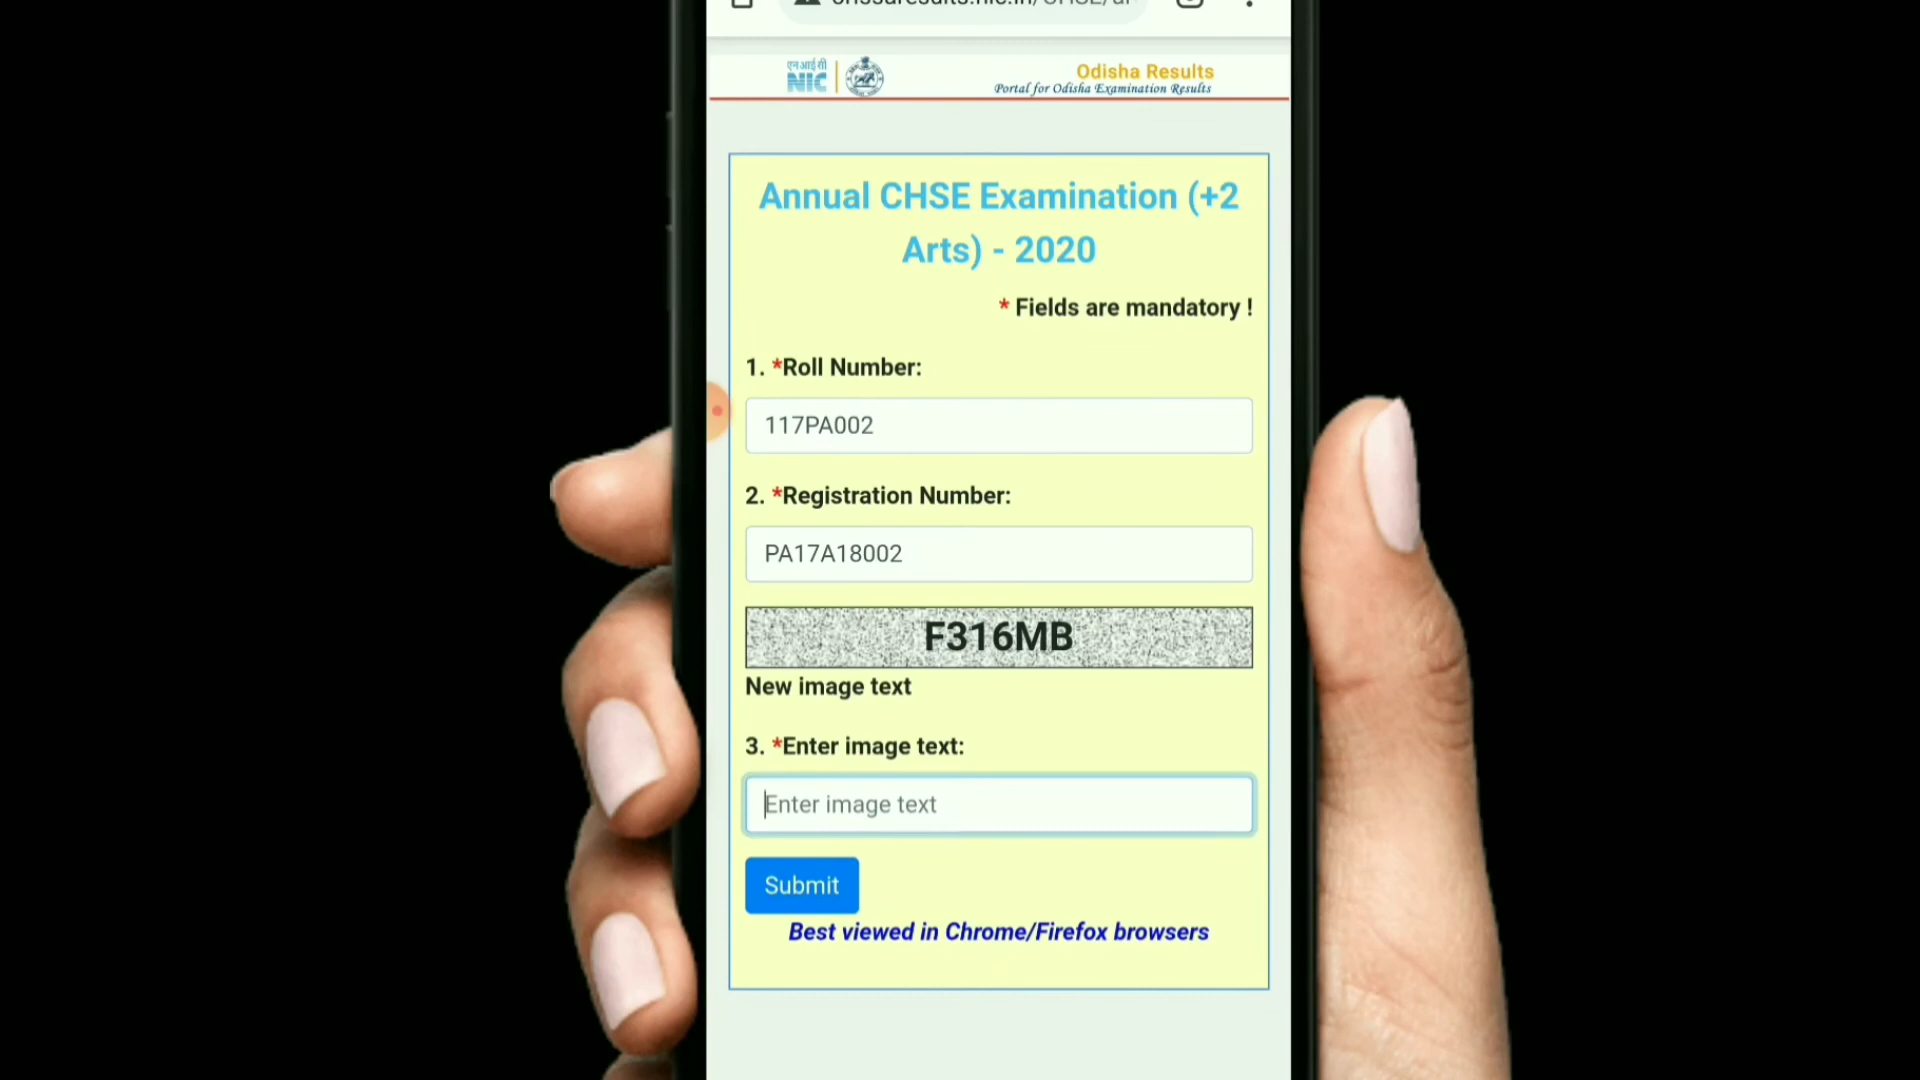 एनआईसी
NIC
Odisha Results
Portal for Odisha Examination Results
Annual CHSE Examination (+2
Arts) - 2020
* Fields are mandatory !
1. *Roll Number:
117PA002
2. *Registration Number:
PA17A18002
F316MB
New image text
3. *Enter image text:
Enter image text
Submit
Best viewed in Chrome/Firefox browsers